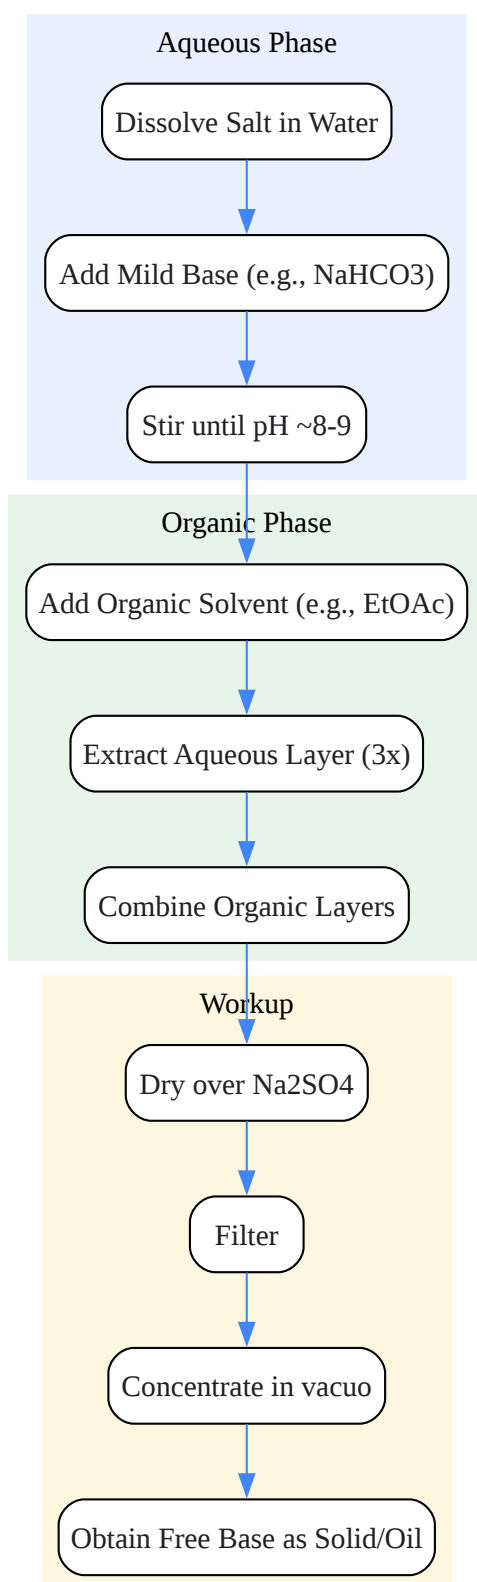 Aqueous Phase
Dissolve Salt in Water
Add Mild Base (e.g., NaHCO3)
Stir until pH ~8-9
Organic Phase
Add Organic Solvent (e.g., EtOAc)
Extract Aqueous Layer (3x)
Combine Organic Layers
Workup
Dry over Na2SO4
Filter
Concentrate in vacuo
Obtain Free Base as Solid/Oil